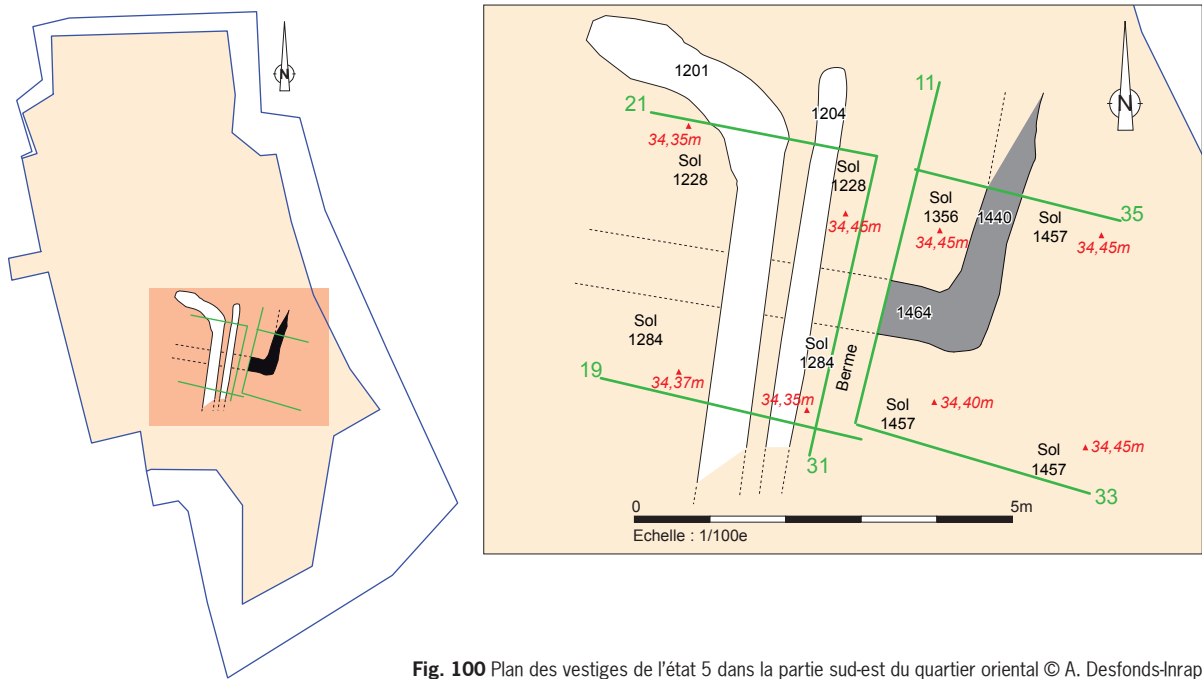 N
N
1201
21
34,35m
Sol
1228
1204
Sol
1228
34,45m
11
Sol
1356
34,45m
1440
Sol
1457
35
34,45m
1464
Sol
1284
34,37m
19
Sol
1284
34,35m
31
Berme
Sol
1457
34,40m
Sol
1457
34,45m
33
0
5m
Echelle : 1/100e
Fig. 100 Plan des vestiges de l’état 5 dans la partie sud-est du quartier oriental © A. Desfonds-Inrap